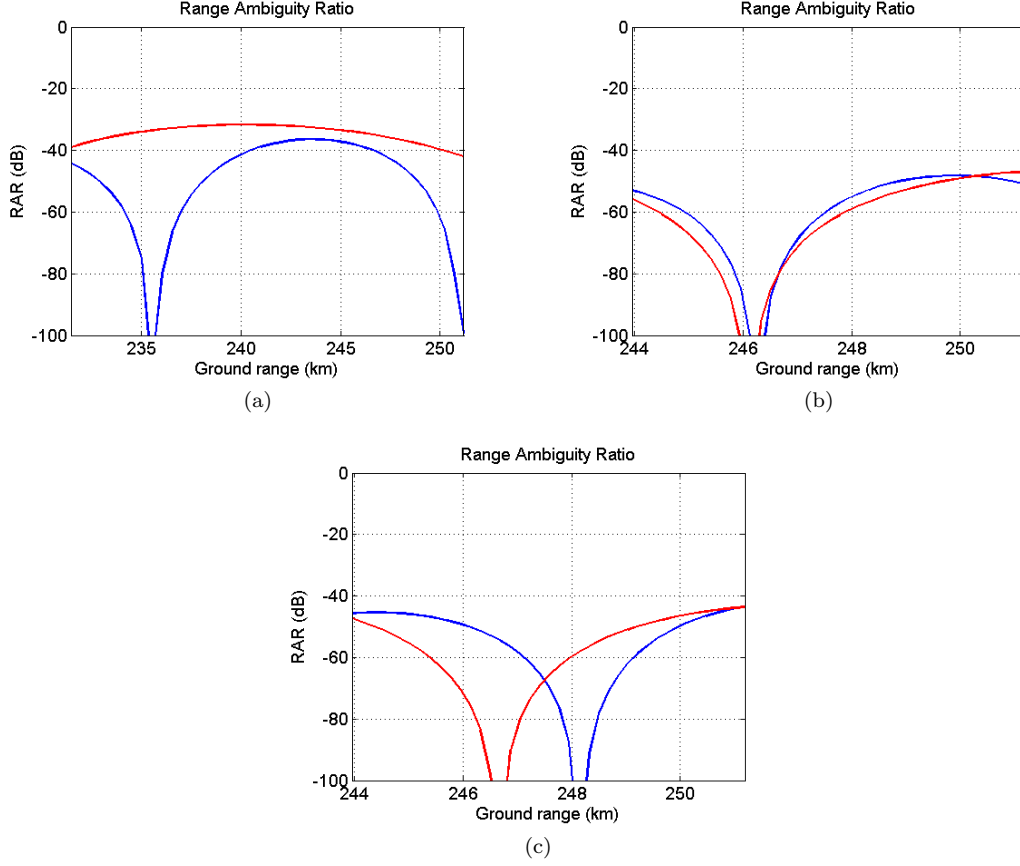 Range Ambiguity Ratio
0
-20
-40
-60
-80
-100
RAR (dB)
235
240
245
250
Ground range (km)
(a)
Range Ambiguity Ratio
0
-20
-40
-60
-80
-100
RAR (dB)
244
246
248
250
Ground range (km)
(b)
Range Ambiguity Ratio
0
-20
-40
-60
-80
-100
RAR (dB)
244
246
248
250
Ground range (km)
(c)